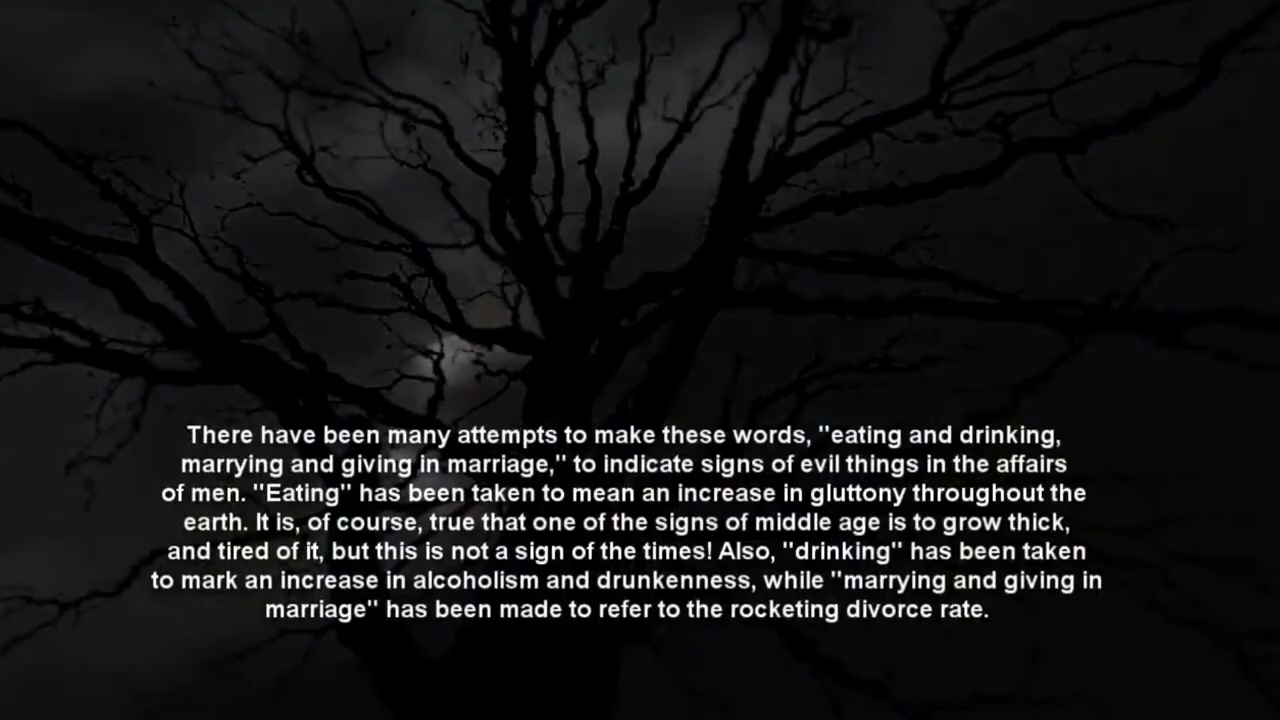 There have been many attempts to make these words, "eating and drinking,
marrying and giving in marriage," to indicate signs of evil things in the affairs
of men. "Eating" has been taken to mean an increase in gluttony throughout the
earth. It is, of course, true that one of the signs of middle age is to grow thick,
and tired of it, but this is not a sign of the times! Also, "drinking" has been taken
to mark an increase in alcoholism and drunkenness, while "marrying and giving in
marriage" has been made to refer to the rocketing divorce rate.